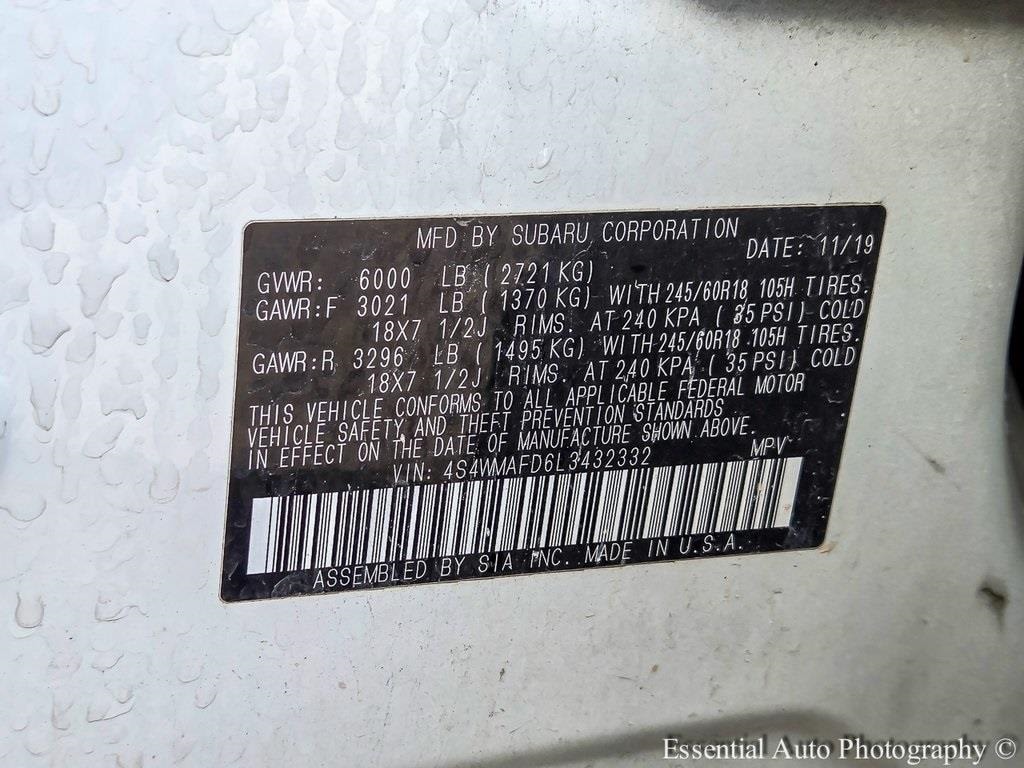 MFD BY SUBARU CORPORATION
DATE: 11/19
GVWR: 6000 LB ( 2721 KG)
GAWR:F 3021 LB ( 1370 KG) WITH 245/60R18 105H TIRES.
18X7 1/2J RIMS. AT 240 KPA ( 35 PSI) COLD
GAWR:R 3296 LB ( 1495 KG) WITH 245/60R18 105H TIRES.
18X7 1/2J RIMS. AT 240 KPA ( 35 PSI) COLD
THIS VEHICLE CONFORMS TO ALL APPLICABLE FEDERAL MOTOR
VEHICLE SAFETY AND THEFT PREVENTION STANDARDS
IN EFFECT ON THE DATE OF MANUFACTURE SHOWN ABOVE.
VIN: 4S4WMAFD6L3432332 MPV
ASSEMBLED BY SIA INC. MADE IN U.S.A.
Essential Auto Photography ©